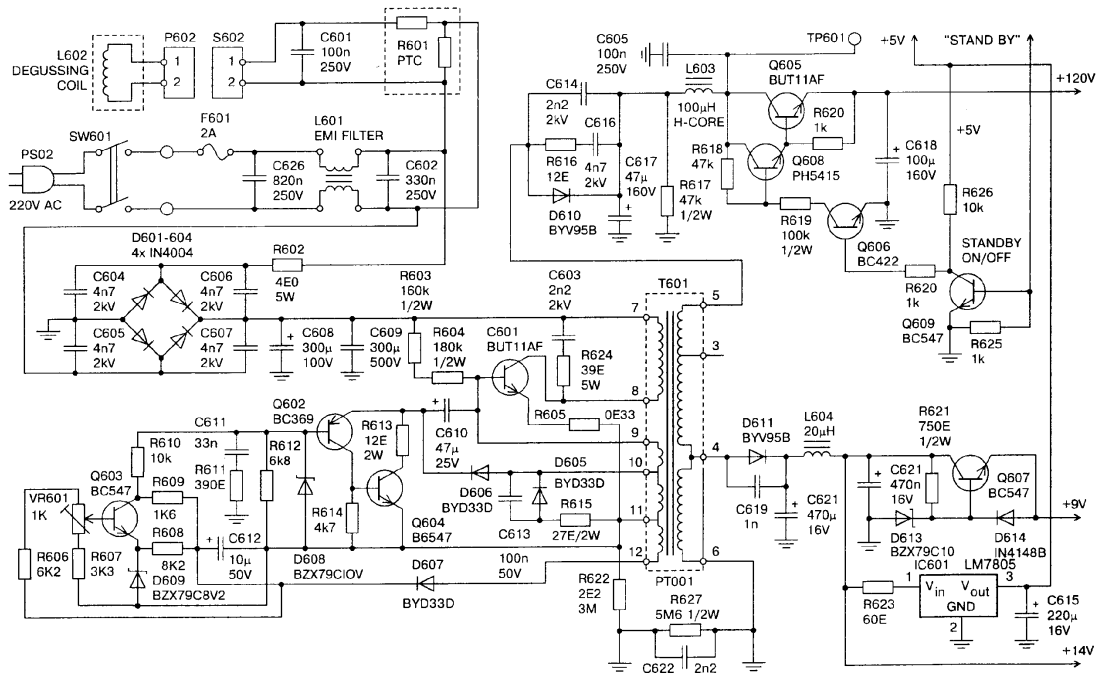 L602
DEGUSSING
COIL
P602
1
2
S602
1
2
C601
100n
250V
R601
PTC
PS02
220V AC
SW601
F601
2A
L601
EMI FILTER
C626
820n
250V
C602
330n
250V
D601-604
4x IN4004
R602
4E0
5W
C604
4n7
2kV
C606
4n7
2kV
C605
4n7
2kV
C607
4n7
2kV
C608
300µ
100V
C609
300µ
500V
R603
160k
1/2W
R604
180k
1/2W
C601
BUT11AF
C603
2n2
2kV
R624
39E
5W
R605
0E33
T601
7
8
9
10
11
12
5
3
4
6
PT001
C605
100n
250V
TP601
L603
100µH
H-CORE
C614
2n2
2kV
C616
4n7
2kV
R616
12E
D610
BYV95B
C617
47µ
160V
R617
47k
1/2W
R618
47k
Q605
BUT11AF
R620
1k
Q608
PH5415
R619
100k
1/2W
Q606
BC422
C618
100µ
160V
+5V
"STAND BY"
+120V
+5V
R626
10k
STANDBY
ON/OFF
R620
1k
Q609
BC547
R625
1k
Q602
BC369
C611
33n
R610
10k
R611
390E
R612
6k8
Q603
BC547
VR601
1K
R609
1K6
R608
8K2
R606
6K2
R607
3K3
D609
BZX79C8V2
C612
10µ
50V
D608
BZX79CIOV
R614
4k7
R613
12E
2W
Q604
B6547
C610
47µ
25V
D606
BYD33D
D605
BYD33D
R615
27E/2W
C613
100n
50V
D607
BYD33D
R622
2E2
3M
R627
5M6 1/2W
C622
2n2
D611
BYV95B
L604
20µH
C619
1n
C621
470µ
16V
C621
470n
16V
R621
750E
1/2W
Q607
BC547
D613
BZX79C10
D614
IN4148B
+9V
IC601
LM7805
1
Vin
Vout
3
GND
2
R623
60E
C615
220µ
16V
+14V